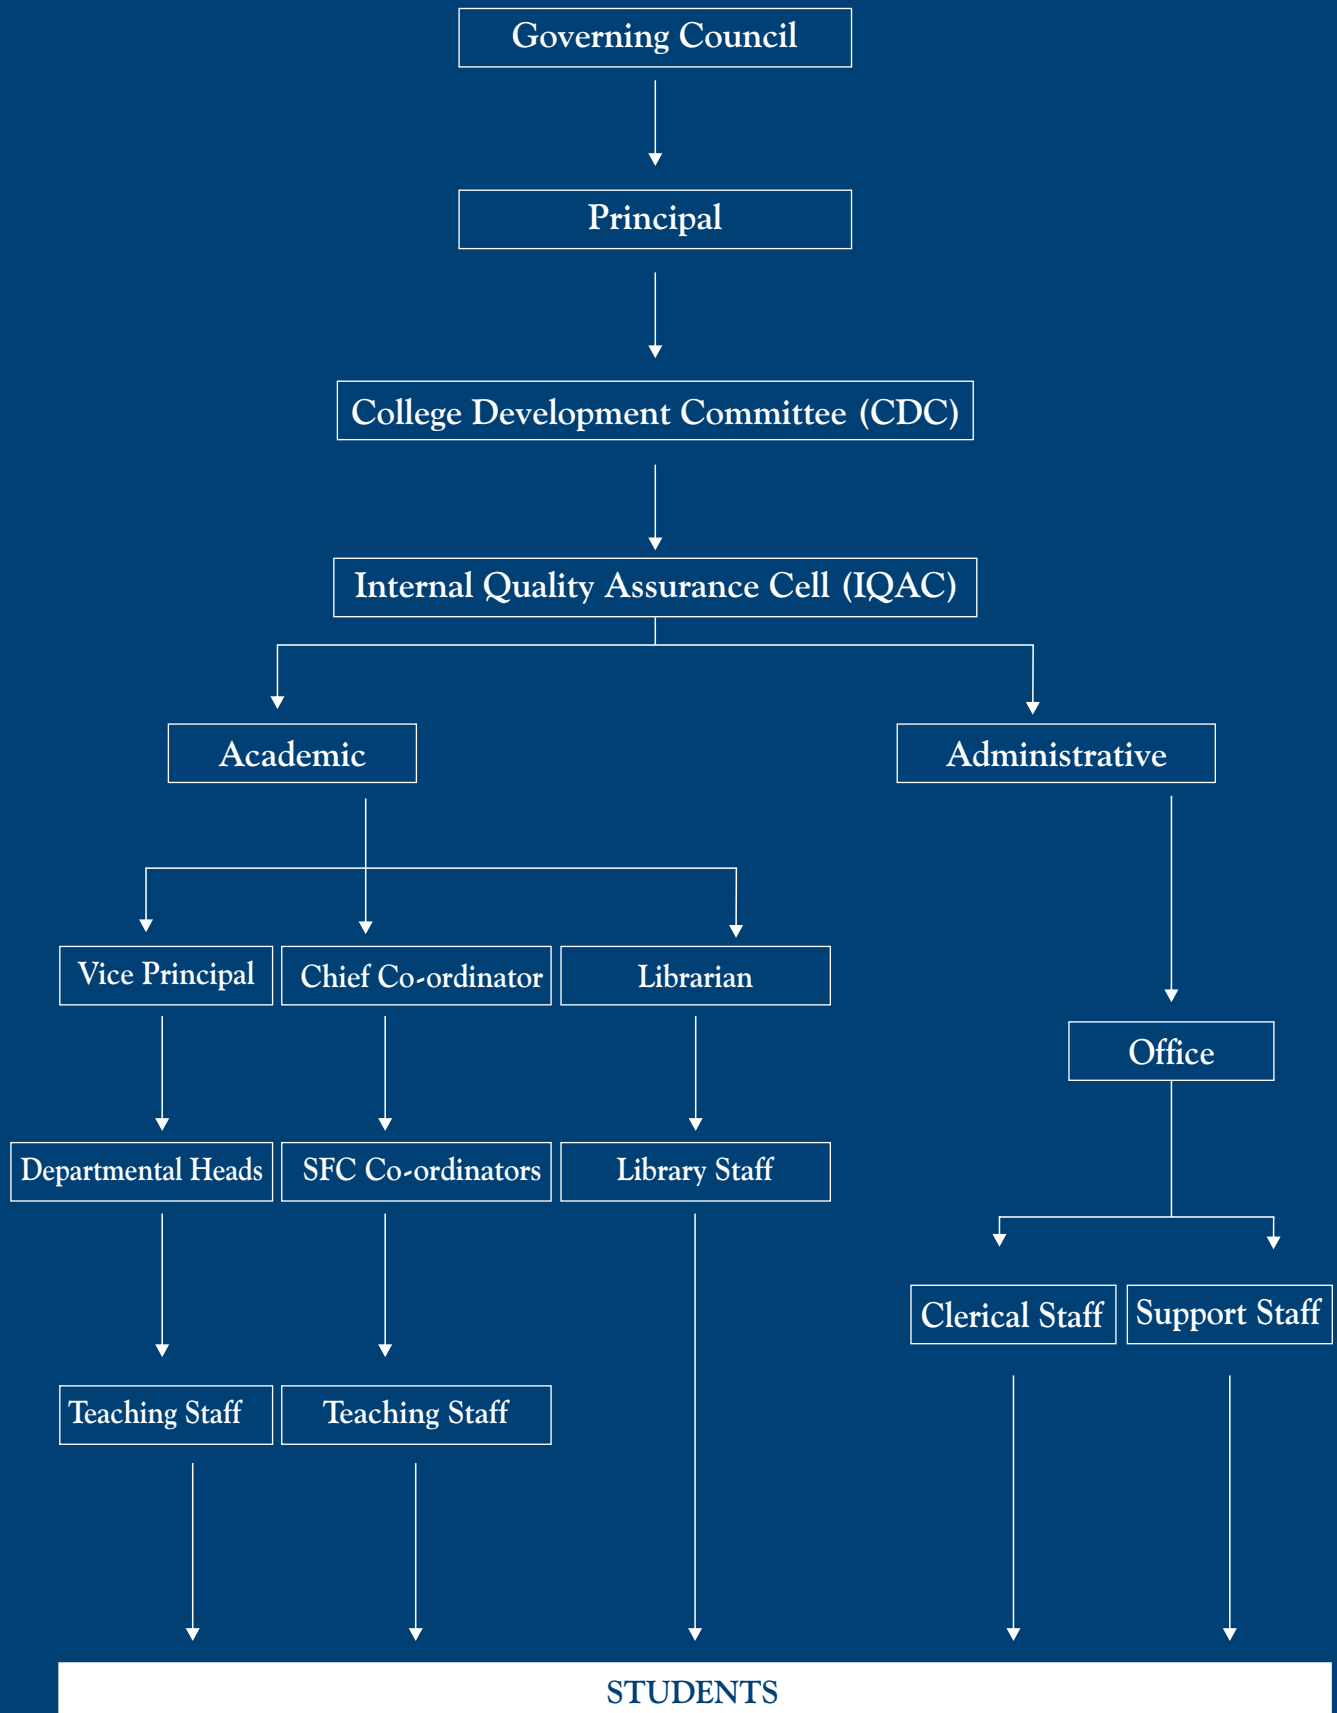 Governing Council
Principal
College Development Committee (CDC)
Internal Quality Assurance Cell (IQAC)
Academic
Administrative
Vice Principal
Chief Co-ordinator
Librarian
Office
Departmental Heads
SFC Co-ordinators
Library Staff
Clerical Staff
Support Staff
Teaching Staff
Teaching Staff
STUDENTS